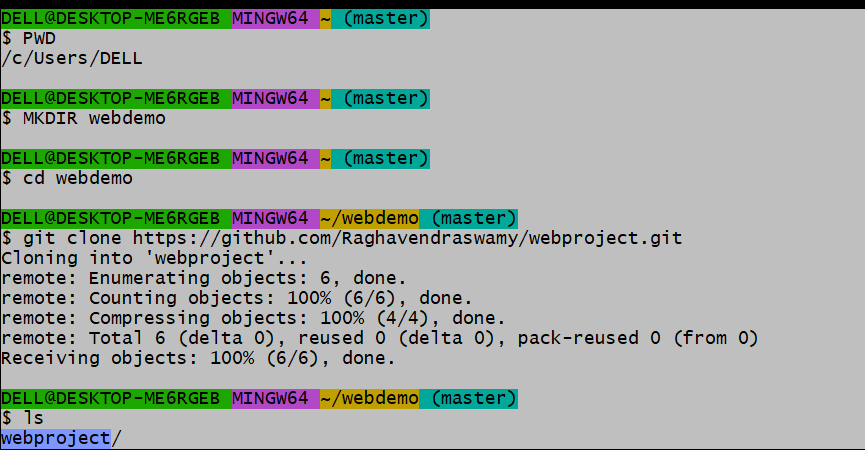 DELL@DESKTOP-ME6RGEB MINGW64 ~ (master)
$ PWD
/c/Users/DELL
DELL@DESKTOP-ME6RGEB MINGW64 ~ (master)
$ MKDIR webdemo
DELL@DESKTOP-ME6RGEB MINGW64 ~ (master)
$ cd webdemo
DELL@DESKTOP-ME6RGEB MINGW64 ~/webdemo (master)
$ git clone https://github.com/Raghavendraswamy/webproject.git
Cloning into 'webproject'...
remote: Enumerating objects: 6, done.
remote: Counting objects: 100% (6/6), done.
remote: Compressing objects: 100% (4/4), done.
remote: Total 6 (delta 0), reused 0 (delta 0), pack-reused 0 (from 0)
Receiving objects: 100% (6/6), done.
DELL@DESKTOP-ME6RGEB MINGW64 ~/webdemo (master)
$ ls
webproject/